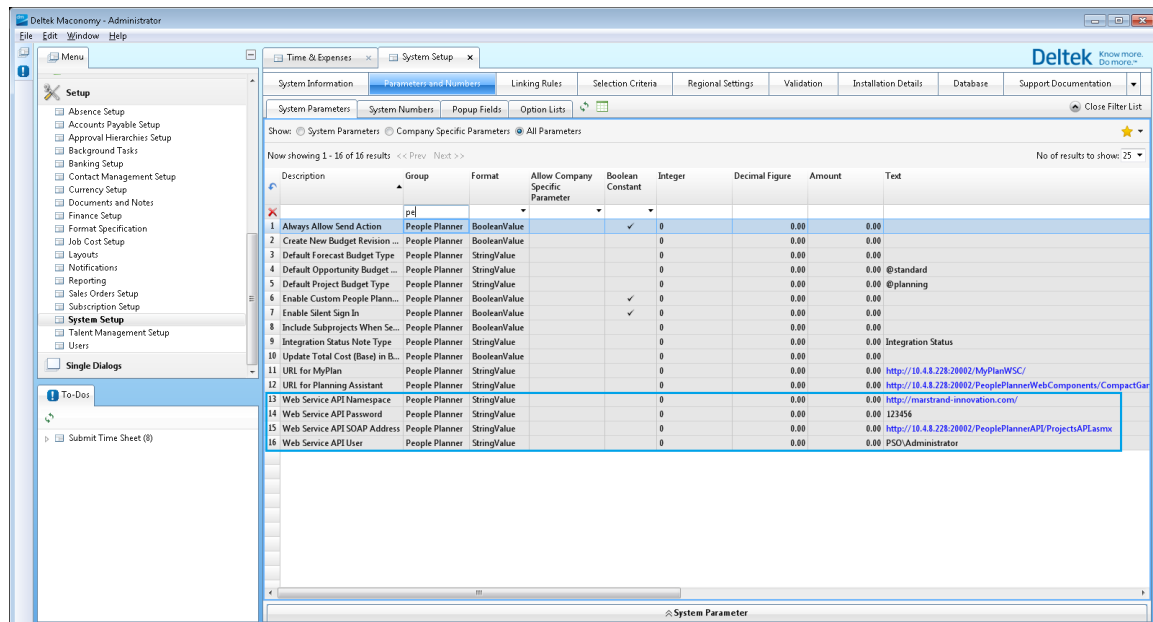 Deltek Maconomy - Administrator
File Edit Window Help
Menu
Setup
Absence Setup
Accounts Payable Setup
Approval Hierarchies Setup
Background Tasks
Banking Setup
Contact Management Setup
Currency Setup
Documents and Notes
Finance Setup
Format Specification
Job Cost Setup
Layouts
Notifications
Reporting
Sales Orders Setup
Subscription Setup
System Setup
Talent Management Setup
Users
Single Dialogs
To-Dos
Submit Time Sheet (8)
Time & Expenses System Setup
Deltek Know more. Do more.™
System Information Parameters and Numbers Linking Rules Selection Criteria Regional Settings Validation Installation Details Database Support Documentation
System Parameters System Numbers Popup Fields Option Lists Close Filter List
Show: System Parameters Company Specific Parameters All Parameters
Now showing 1 - 16 of 16 results << Prev Next >> No of results to show: 25
Description Group Format Allow Company Specific Parameter Boolean Constant Integer Decimal Figure Amount Text
pe
1 Always Allow Send Action People Planner BooleanValue ✓ 0 0.00 0.00
2 Create New Budget Revision ... People Planner BooleanValue 0 0.00 0.00
3 Default Forecast Budget Type People Planner StringValue 0 0.00 0.00
4 Default Opportunity Budget ... People Planner StringValue 0 0.00 0.00 @standard
5 Default Project Budget Type People Planner StringValue 0 0.00 0.00 @planning
6 Enable Custom People Plann... People Planner BooleanValue ✓ 0 0.00 0.00
7 Enable Silent Sign In People Planner BooleanValue ✓ 0 0.00 0.00
8 Include Subprojects When Se... People Planner BooleanValue 0 0.00 0.00
9 Integration Status Note Type People Planner StringValue 0 0.00 0.00 Integration Status
10 Update Total Cost (Base) in B... People Planner BooleanValue 0 0.00 0.00
11 URL for MyPlan People Planner StringValue 0 0.00 0.00 http://10.4.8.228:20002/MyPlanWSC/
12 URL for Planning Assistant People Planner StringValue 0 0.00 0.00 http://10.4.8.228:20002/PeoplePlannerWebComponents/CompactGan
13 Web Service API Namespace People Planner StringValue 0 0.00 0.00 http://marstrand-innovation.com/
14 Web Service API Password People Planner StringValue 0 0.00 0.00 123456
15 Web Service API SOAP Address People Planner StringValue 0 0.00 0.00 http://10.4.8.228:20002/PeoplePlannerAPI/ProjectsAPI.asmx
16 Web Service API User People Planner StringValue 0 0.00 0.00 PSO\Administrator
System Parameter